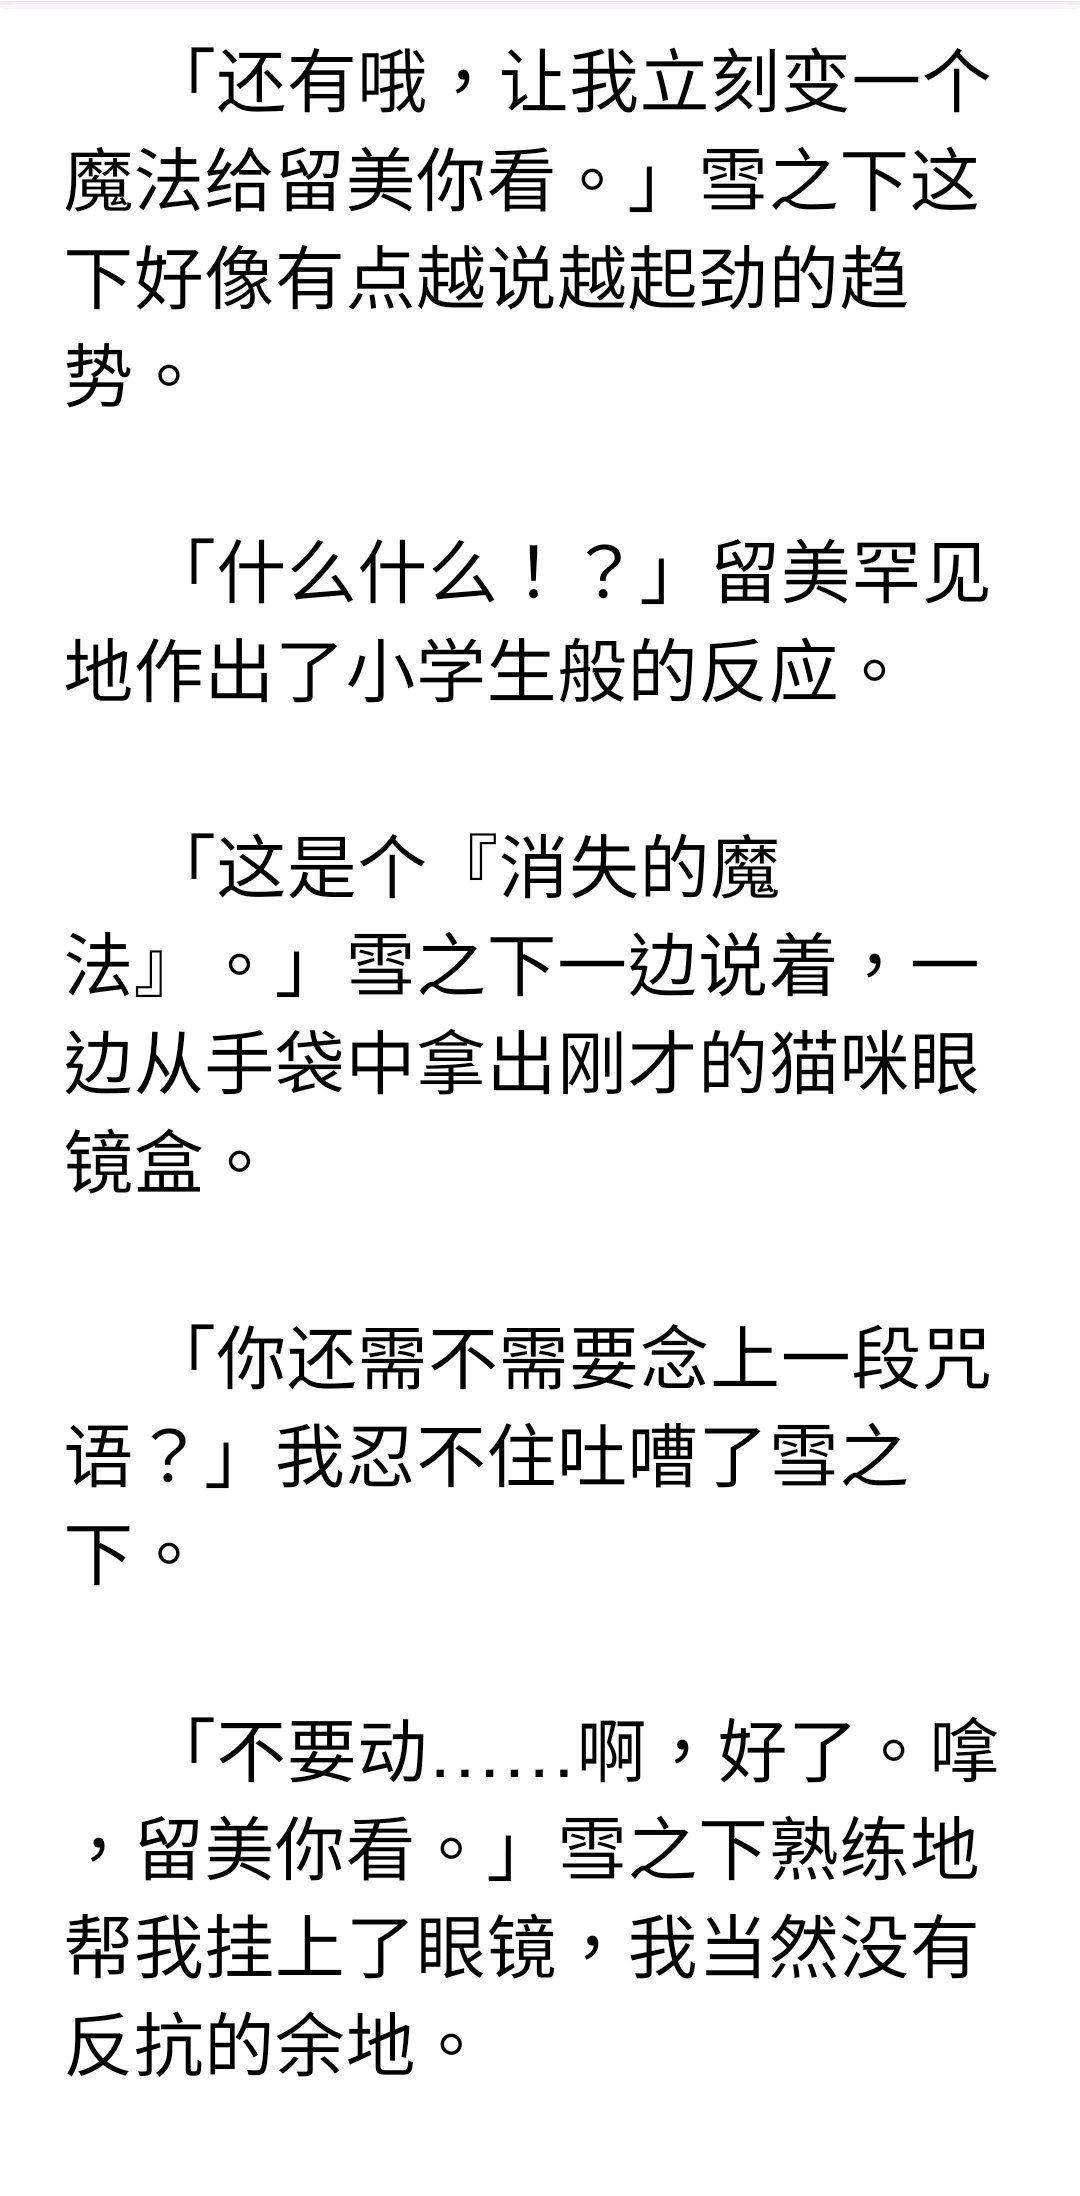 「还有哦，让我立刻变一个
魔法给留美你看。」雪之下这
下好像有点越说越起劲的趋
势。
「什么什么！？」留美罕见
地作出了小学生般的反应。
「这是个『消失的魔
法』。」雪之下一边说着，一
边从手袋中拿出刚才的猫咪眼
镜盒。
「你还需不需要念上一段咒
语？」我忍不住吐嘈了雪之
下。
「不要动……啊，好了。嗱
，留美你看。」雪之下熟练地
帮我挂上了眼镜，我当然没有
反抗的余地。